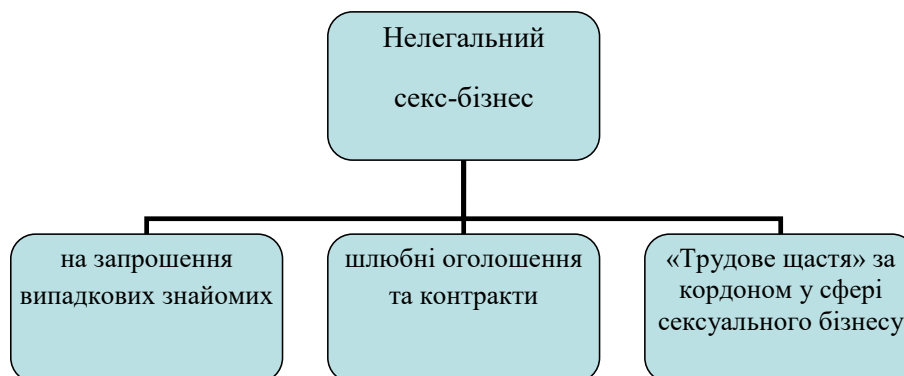 Нелегальний
секс-бізнес
на запрошення
випадкових знайомих
шлюбні оголошення
та контракти
«Трудове щастя» за
кордоном у сфері
сексуального бізнесу